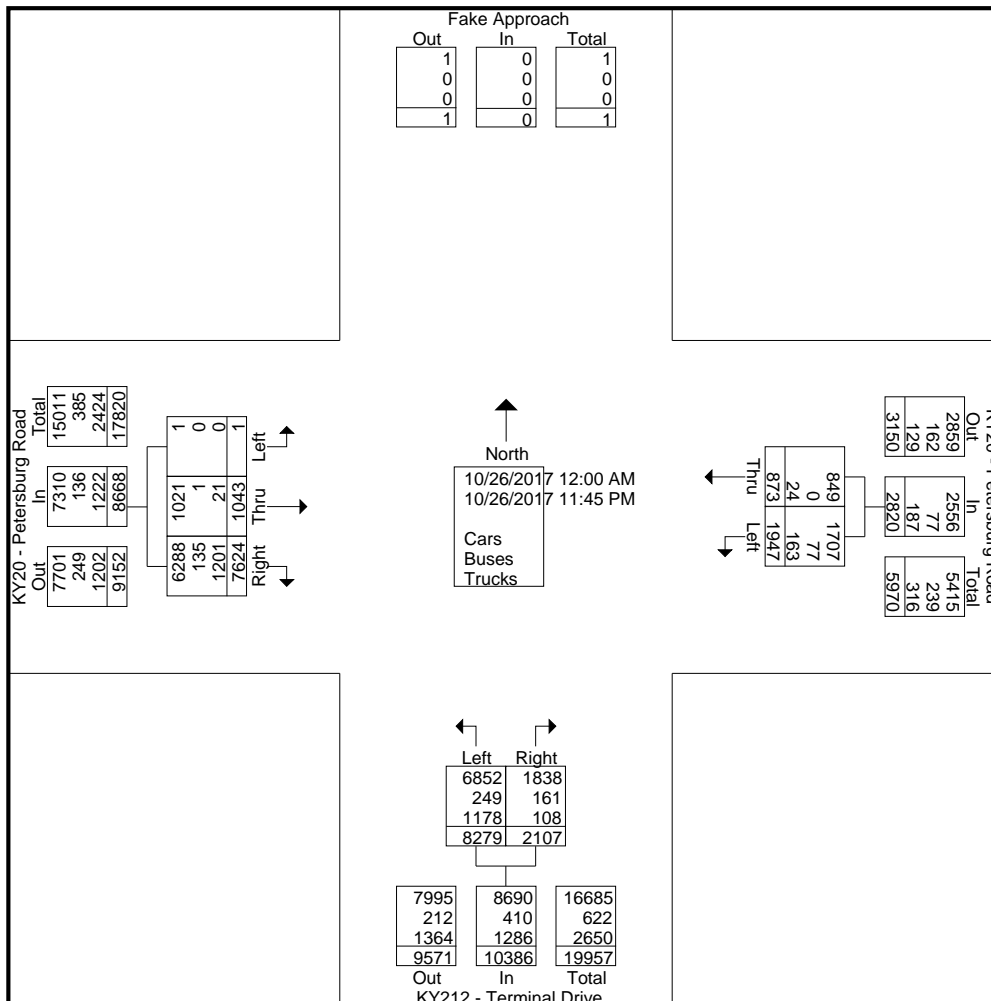 Fake Approach
Out In Total
1 0 1
0 0 0
0 0 0
1 0 1
KY20 - Petersburg Road
Out In Total
7701 7310 15011
249 136 385
1202 1222 2424
9152 8668 17820
1 1021 6288
0 1 135
0 21 1201
1 1043 7624
Left Thru Right
North
10/26/2017 12:00 AM
10/26/2017 11:45 PM
Cars
Buses
Trucks
KY20 - Petersburg Road
Out In Total
2859 2556 5415
162 77 239
129 187 316
3150 2820 5970
849 1707
0 77
24 163
873 1947
Thru Left
Left Right
6852 1838
249 161
1178 108
8279 2107
7995 8690 16685
212 410 622
1364 1286 2650
9571 10386 19957
Out In Total
KY212 - Terminal Drive